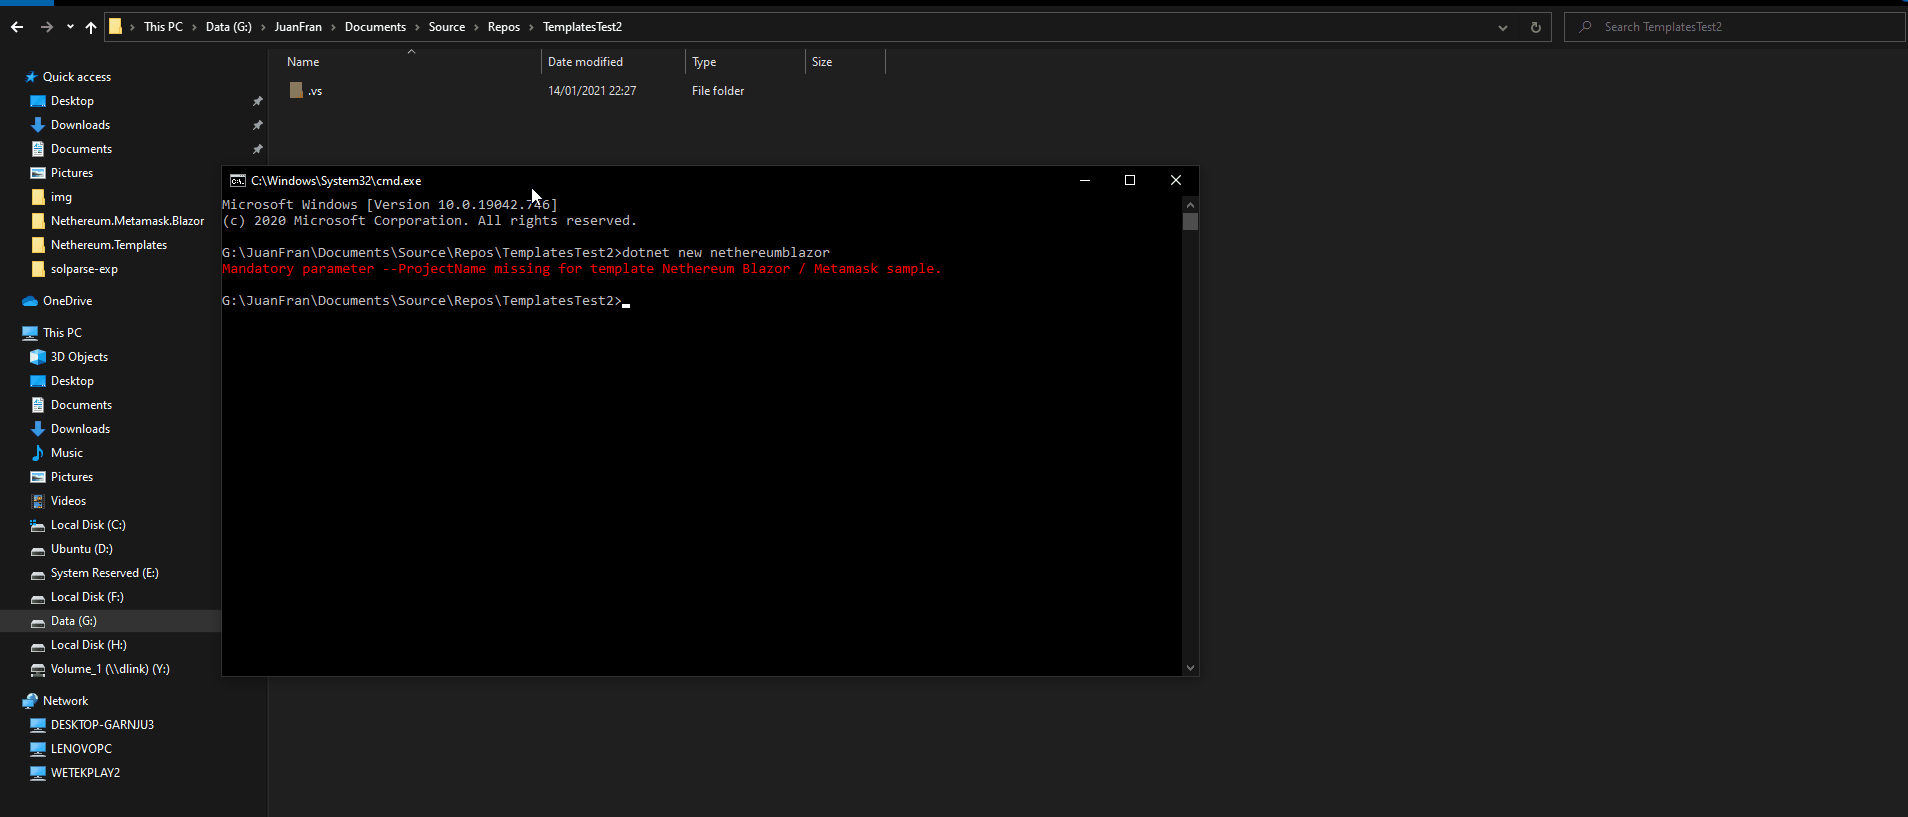 This PC > Data (G:) > JuanFran > Documents > Source > Repos > TemplatesTest2
Search TemplatesTest2
Name Date modified Type Size
.vs 14/01/2021 22:27 File folder
Quick access
Desktop
Downloads
Documents
Pictures
img
Nethereum.Metamask.Blazor
Nethereum.Templates
solparse-exp
OneDrive
This PC
3D Objects
Desktop
Documents
Downloads
Music
Pictures
Videos
Local Disk (C:)
Ubuntu (D:)
System Reserved (E:)
Local Disk (F:)
Data (G:)
Local Disk (H:)
Volume_1 (\\dlink) (Y:)
Network
DESKTOP-GARNJU3
LENOVOPC
WETEKPLAY2
C:\Windows\System32\cmd.exe
Microsoft Windows [Version 10.0.19042.746]
(c) 2020 Microsoft Corporation. All rights reserved.
G:\JuanFran\Documents\Source\Repos\TemplatesTest2>dotnet new nethereumblazor
Mandatory parameter --ProjectName missing for template Nethereum Blazor / Metamask sample.
G:\JuanFran\Documents\Source\Repos\TemplatesTest2>